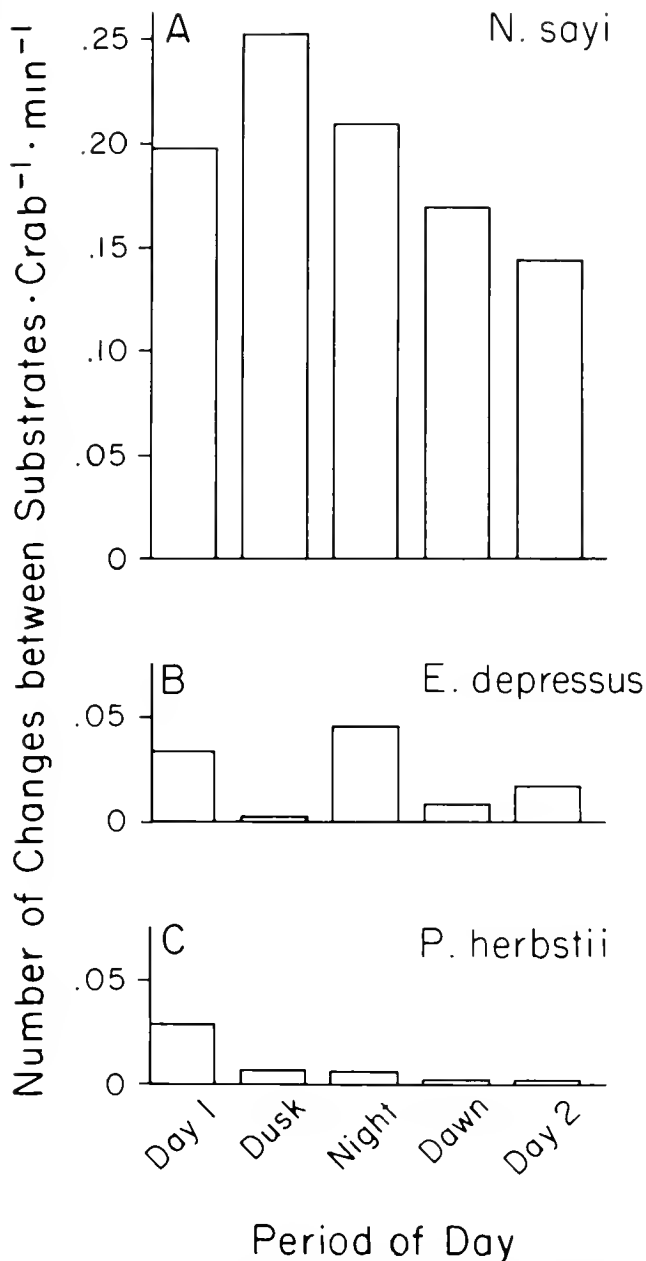 Number of Changes between Substrates · Crab⁻¹ · min⁻¹
A
N. sayi
.25
.20
.15
.10
.05
0
B
E. depressus
.05
0
C
P. herbstii
.05
0
Day 1
Dusk
Night
Dawn
Day 2
Period of Day